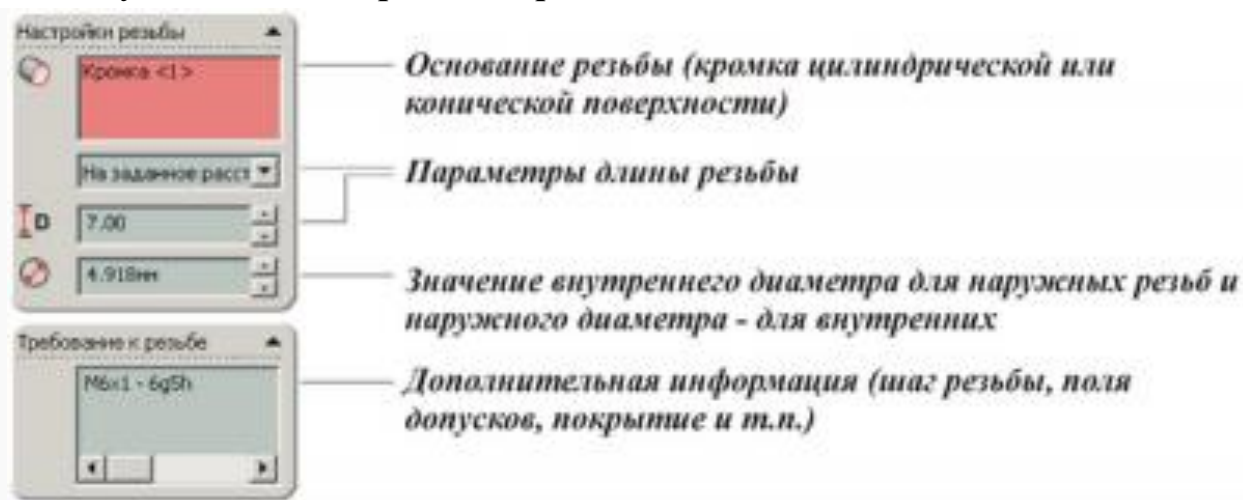 Настройки резьбы
Кромка <1>
Основание резьбы (кромка цилиндрической или
конической поверхности)
На заданное расст
Параметры длины резьбы
D
7.00
4.918мм
Значение внутреннего диаметра для наружных резьб и
наружного диаметра - для внутренних
Требование к резьбе
M6x1 - 6g5h
Дополнительная информация (шаг резьбы, поля
допусков, покрытие и т.п.)